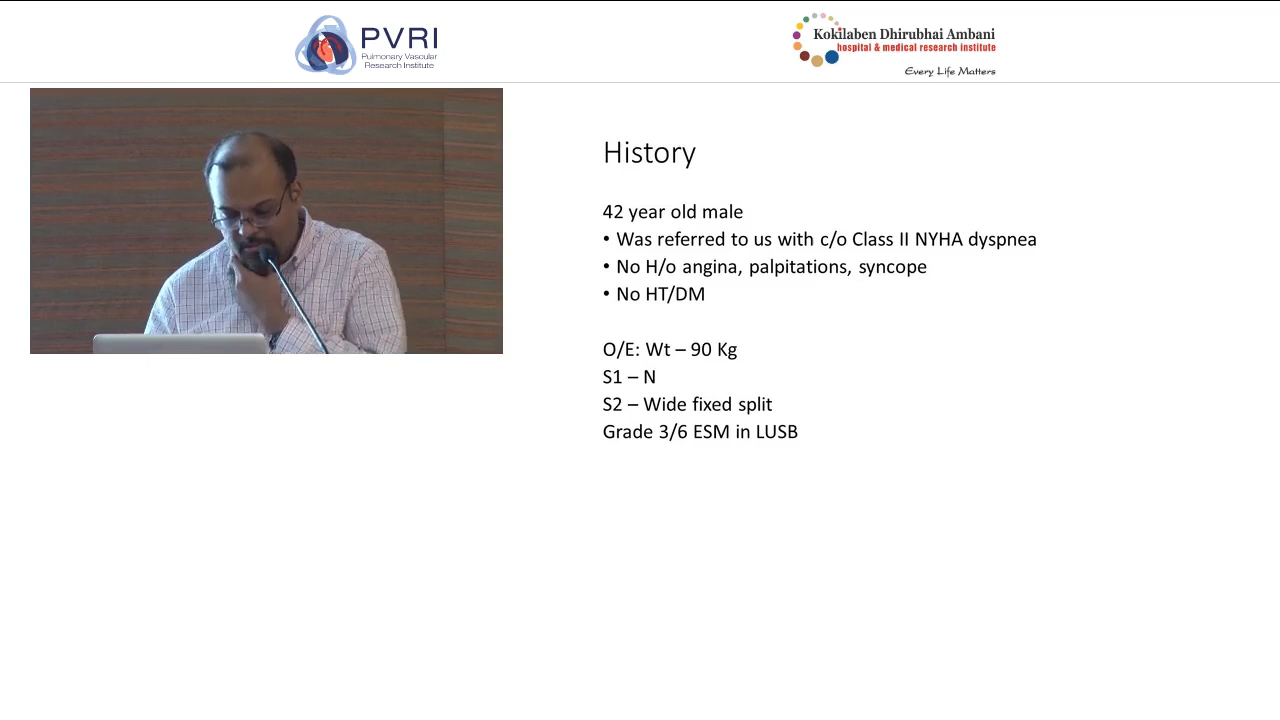 PVRI
Pulmonary Vascular
Research Institute
Kokilaben Dhirubhai Ambani
hospital & medical research institute
Every Life Matters
History
42 year old male
• Was referred to us with c/o Class II NYHA dyspnea
• No H/o angina, palpitations, syncope
• No HT/DM
O/E: Wt – 90 Kg
S1 – N
S2 – Wide fixed split
Grade 3/6 ESM in LUSB